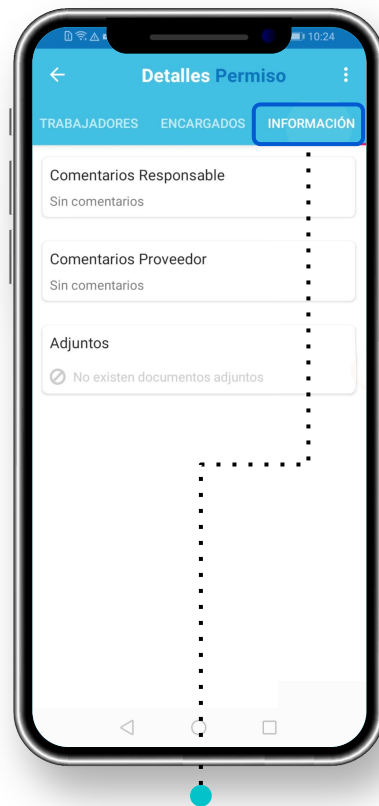 10:24
Detalles Permiso
TRABAJADORES ENCARGADOS INFORMACIÓN
Comentarios Responsable
Sin comentarios
Comentarios Proveedor
Sin comentarios
Adjuntos
No existen documentos adjuntos